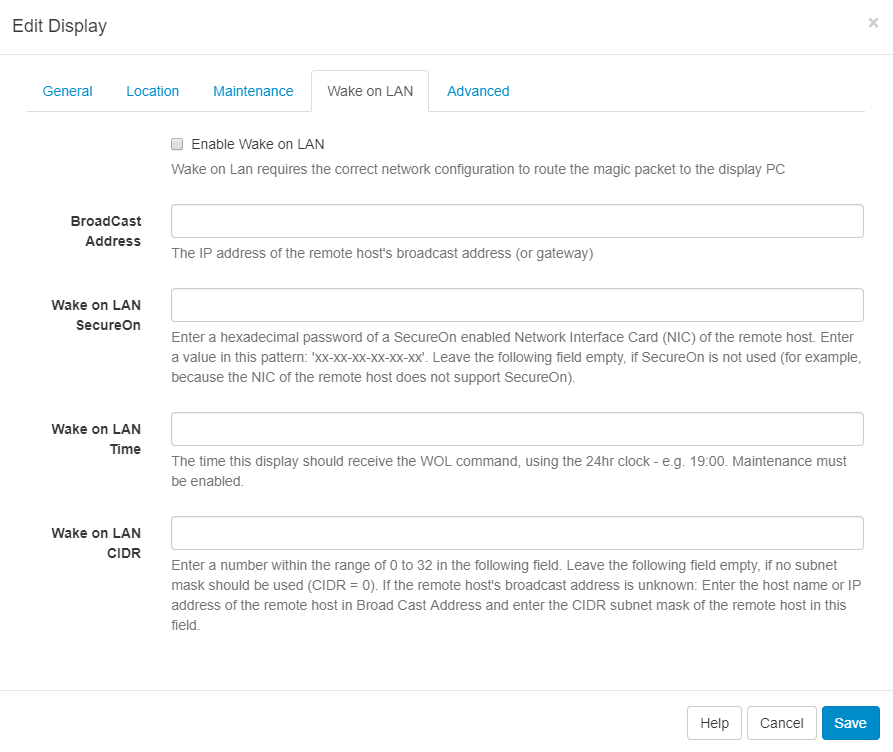 Edit Display
×
General Location Maintenance Wake on LAN Advanced
Enable Wake on LAN
Wake on Lan requires the correct network configuration to route the magic packet to the display PC
BroadCast
Address
The IP address of the remote host's broadcast address (or gateway)
Wake on LAN
SecureOn
Enter a hexadecimal password of a SecureOn enabled Network Interface Card (NIC) of the remote host. Enter
a value in this pattern: 'xx-xx-xx-xx-xx-xx'. Leave the following field empty, if SecureOn is not used (for example,
because the NIC of the remote host does not support SecureOn).
Wake on LAN
Time
The time this display should receive the WOL command, using the 24hr clock - e.g. 19:00. Maintenance must
be enabled.
Wake on LAN
CIDR
Enter a number within the range of 0 to 32 in the following field. Leave the following field empty, if no subnet
mask should be used (CIDR = 0). If the remote host's broadcast address is unknown: Enter the host name or IP
address of the remote host in Broad Cast Address and enter the CIDR subnet mask of the remote host in this
field.
Help Cancel Save